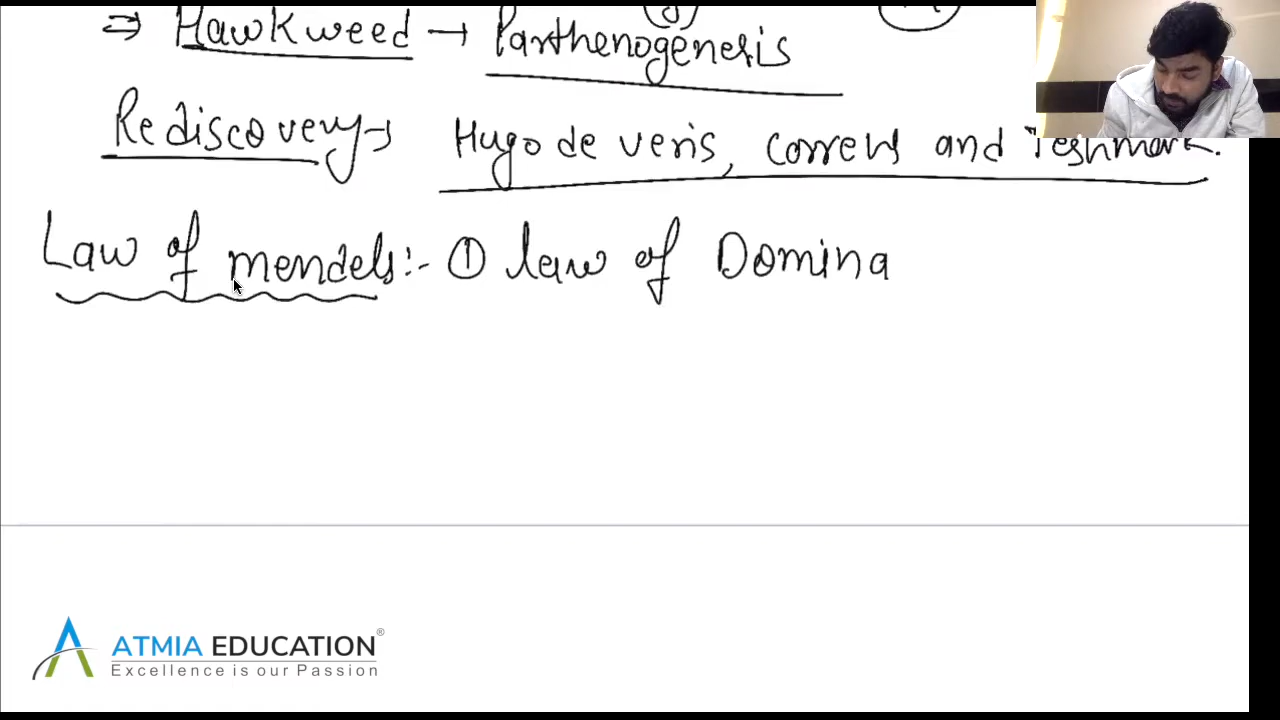 ⇒ Hawkweed → Parthenogenesis
Rediscovery → Hugo de veris, correns and Teshmark.
Law of mendels:- ① law of Domina
ATMIA EDUCATION®
Excellence is our Passion